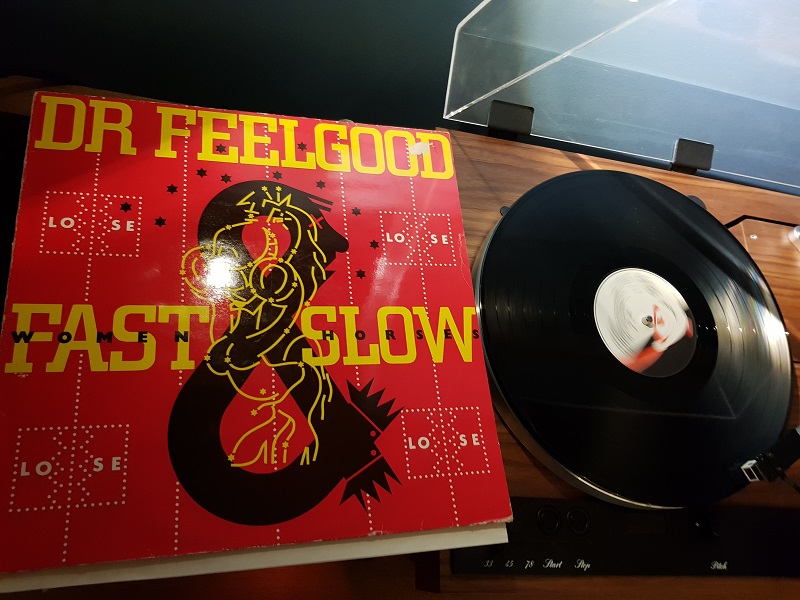 DR FEELGOOD
LO SE
LO SE
FAST & SLOW
WOMEN HORSES
LO SE
LO SE
33 45 78 Start Stop
Pitch